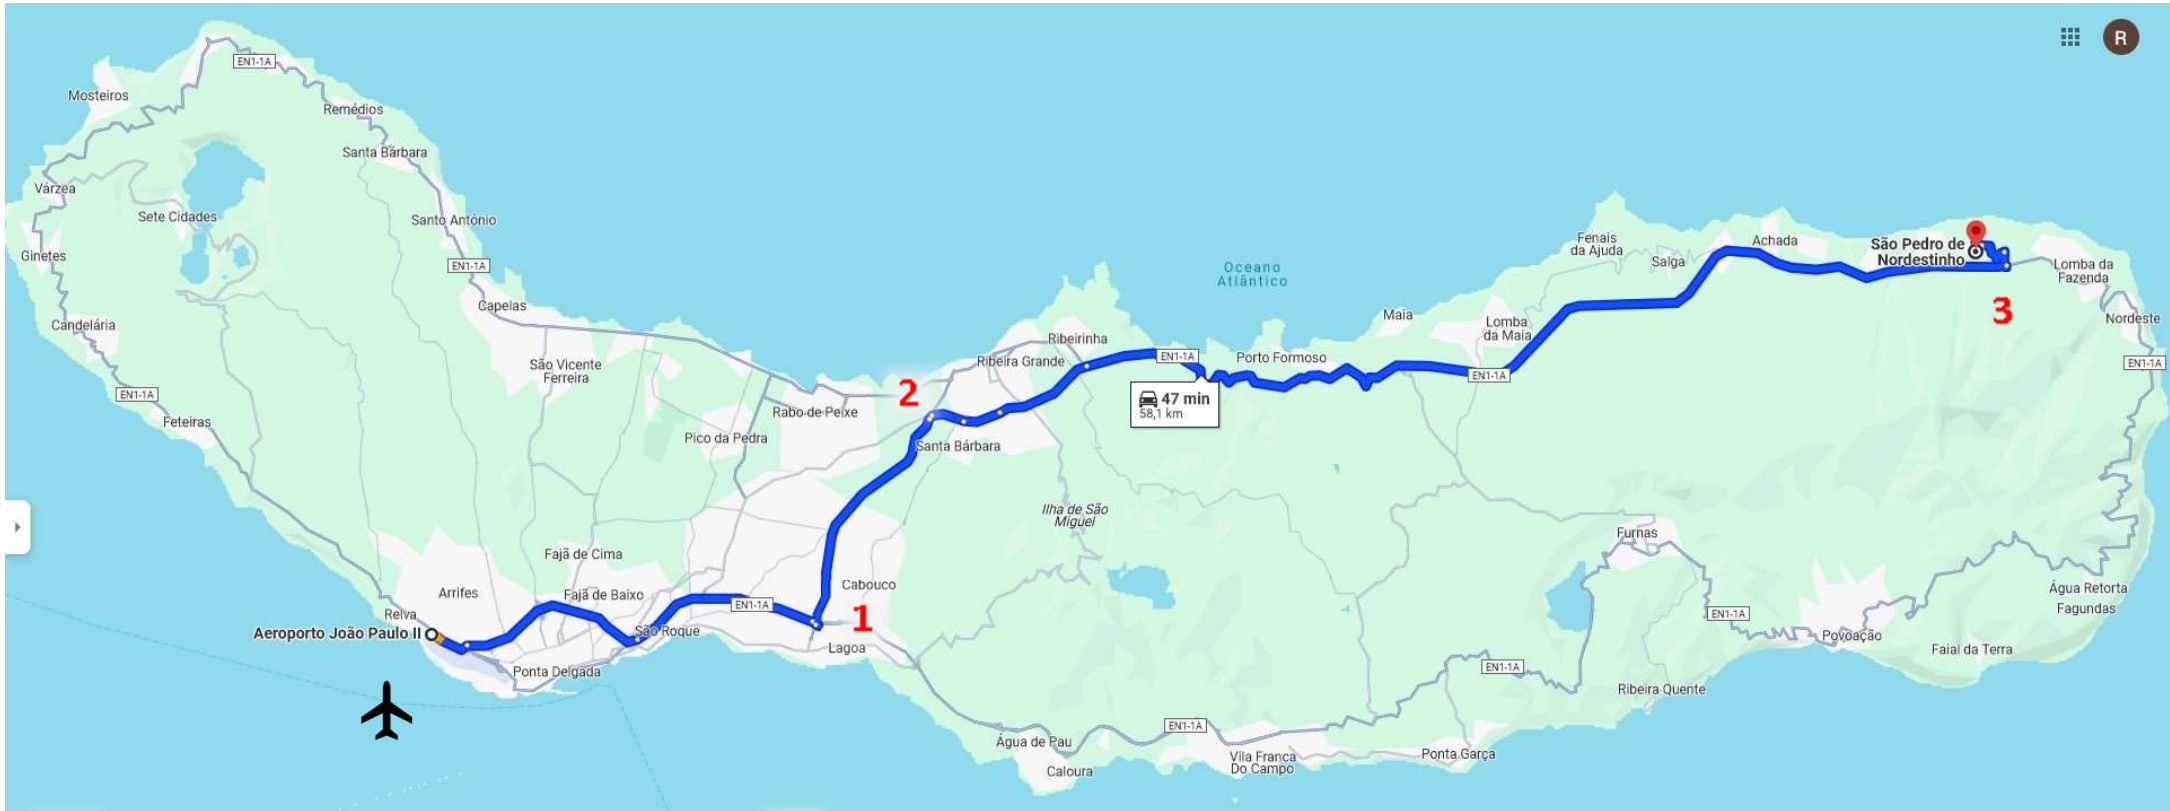 R
EN1-1A
Mosteiros
Remédios
Santa Bárbara
Várzea
Sete Cidades
Santo António
Ginetes
EN1-1A
Capelas
Candelária
São Vicente
Ferreira
EN1-1A
Feteiras
Oceano
Atlântico
Fenais
da Ajuda
Salga
Achada
São Pedro de
Nordestinho
Lomba da
Fazenda
3
Nordeste
EN1-1A
Maia
Lomba
da Maia
Ribeirinha
Ribeira Grande
EN1-1A
Porto Formoso
EN1-1A
2
47 min
58,1 km
Rabo de Peixe
Pico da Pedra
Santa Bárbara
Ilha de São
Miguel
Furnas
Fajã de Cima
Arrifes
Fajã de Baixo
Cabouco
EN1-1A
1
Relva
Aeroporto João Paulo II
São Roque
Lagoa
Ponta Delgada
Água Retorta
Fagundas
EN1-1A
Povoação
Faial da Terra
EN1-1A
Ribeira Quente
EN1-1A
Água de Pau
Caloura
Vila Franca
Do Campo
Ponta Garça